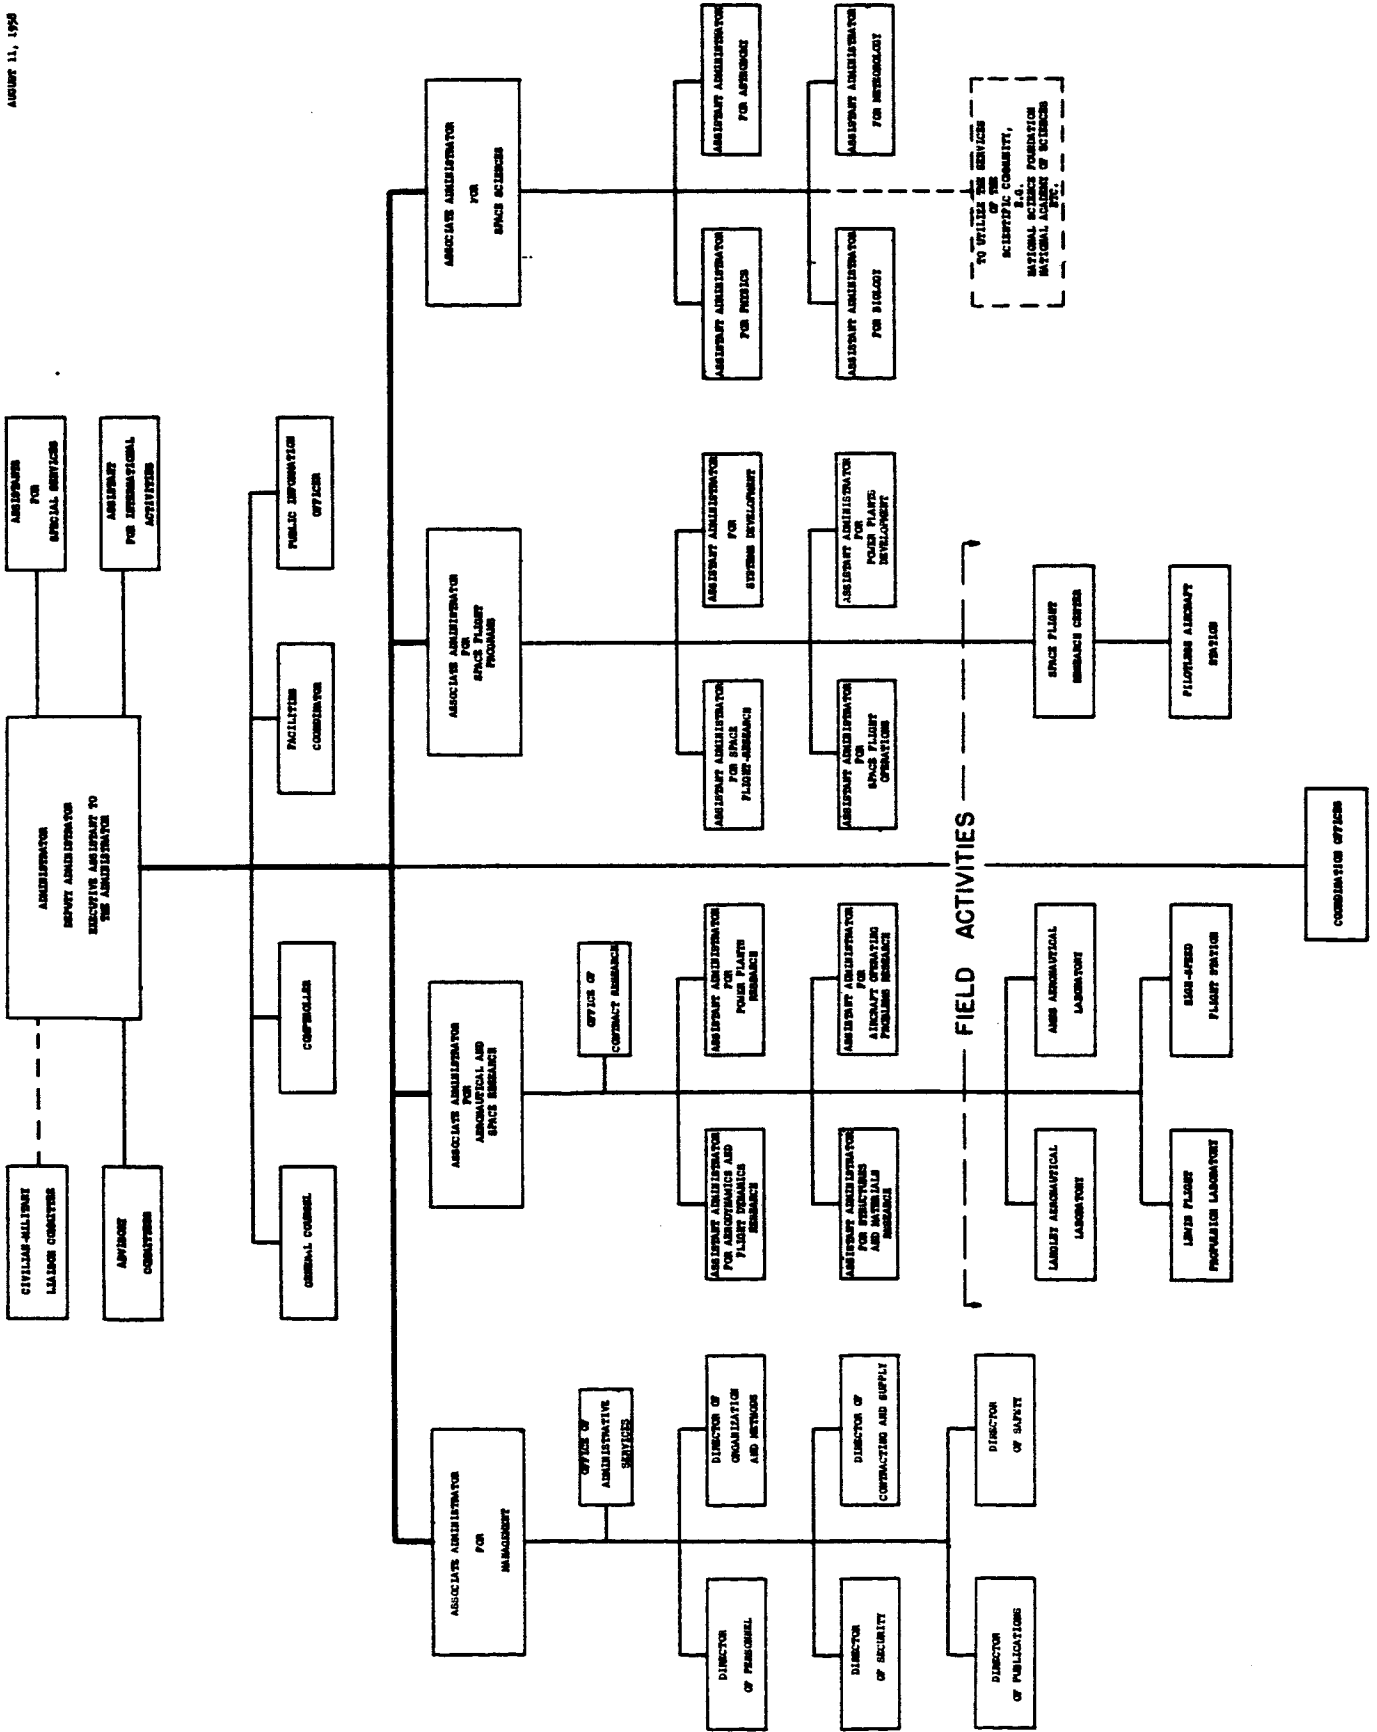 AUGUST 11, 1958
ADMINISTRATOR
DEPUTY ADMINISTRATOR
EXECUTIVE ASSISTANT TO
THE ADMINISTRATOR
CIVILIAN-MILITARY
LIAISON COMMITTEE
ADVISORY
COMMITTEES
ASSISTANT
FOR
SPECIAL SERVICES
ASSISTANT
FOR INTERNATIONAL
ACTIVITIES
GENERAL COUNSEL
COMPTROLLER
FACILITIES
COORDINATOR
PUBLIC INFORMATION
OFFICER
ASSOCIATE ADMINISTRATOR
FOR
MANAGEMENT
OFFICE OF
ADMINISTRATIVE
SERVICES
DIRECTOR
OF PERSONNEL
DIRECTOR OF
ORGANIZATION
AND METHODS
DIRECTOR
OF SECURITY
DIRECTOR OF
CONTRACTING AND SUPPLY
DIRECTOR
OF PUBLICATIONS
DIRECTOR
OF SAFETY
ASSOCIATE ADMINISTRATOR
FOR
AERONAUTICAL AND
SPACE RESEARCH
OFFICE OF
CONTRACT RESEARCH
ASSISTANT ADMINISTRATOR
FOR AERODYNAMICS AND
FLIGHT DYNAMICS
RESEARCH
ASSISTANT ADMINISTRATOR
FOR
POWER PLANTS
RESEARCH
ASSISTANT ADMINISTRATOR
FOR STRUCTURES
AND MATERIALS
RESEARCH
ASSISTANT ADMINISTRATOR
FOR
AIRCRAFT OPERATING
PROBLEMS RESEARCH
ASSOCIATE ADMINISTRATOR
FOR
SPACE FLIGHT
PROGRAMS
ASSISTANT ADMINISTRATOR
FOR SPACE
FLIGHT-RESEARCH
ASSISTANT ADMINISTRATOR
FOR
SYSTEMS DEVELOPMENT
ASSISTANT ADMINISTRATOR
FOR
SPACE FLIGHT
OPERATIONS
ASSISTANT ADMINISTRATOR
FOR
POWER PLANTS
DEVELOPMENT
ASSOCIATE ADMINISTRATOR
FOR
SPACE SCIENCES
ASSISTANT ADMINISTRATOR
FOR PHYSICS
ASSISTANT ADMINISTRATOR
FOR ASTRONOMY
ASSISTANT ADMINISTRATOR
FOR BIOLOGY
ASSISTANT ADMINISTRATOR
FOR METEOROLOGY
TO UTILIZE THE SERVICES
OF THE
SCIENTIFIC COMMUNITY,
E.G.
NATIONAL SCIENCE FOUNDATION
NATIONAL ACADEMY OF SCIENCES
ETC.
FIELD ACTIVITIES
LANGLEY AERONAUTICAL
LABORATORY
AMES AERONAUTICAL
LABORATORY
LEWIS FLIGHT
PROPULSION LABORATORY
HIGH-SPEED
FLIGHT STATION
SPACE FLIGHT
RESEARCH CENTER
PILOTLESS AIRCRAFT
STATION
COORDINATION OFFICES